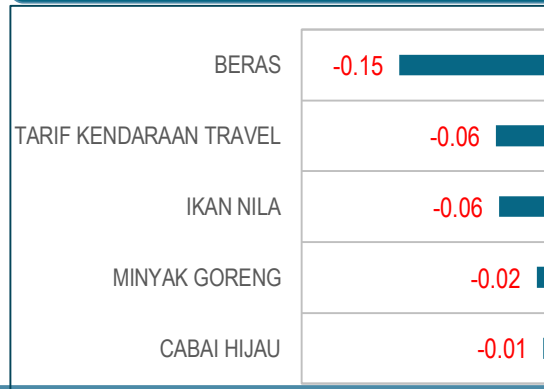 BERAS -0.15
TARIF KENDARAAN TRAVEL -0.06
IKAN NILA -0.06
MINYAK GORENG -0.02
CABAI HIJAU -0.01